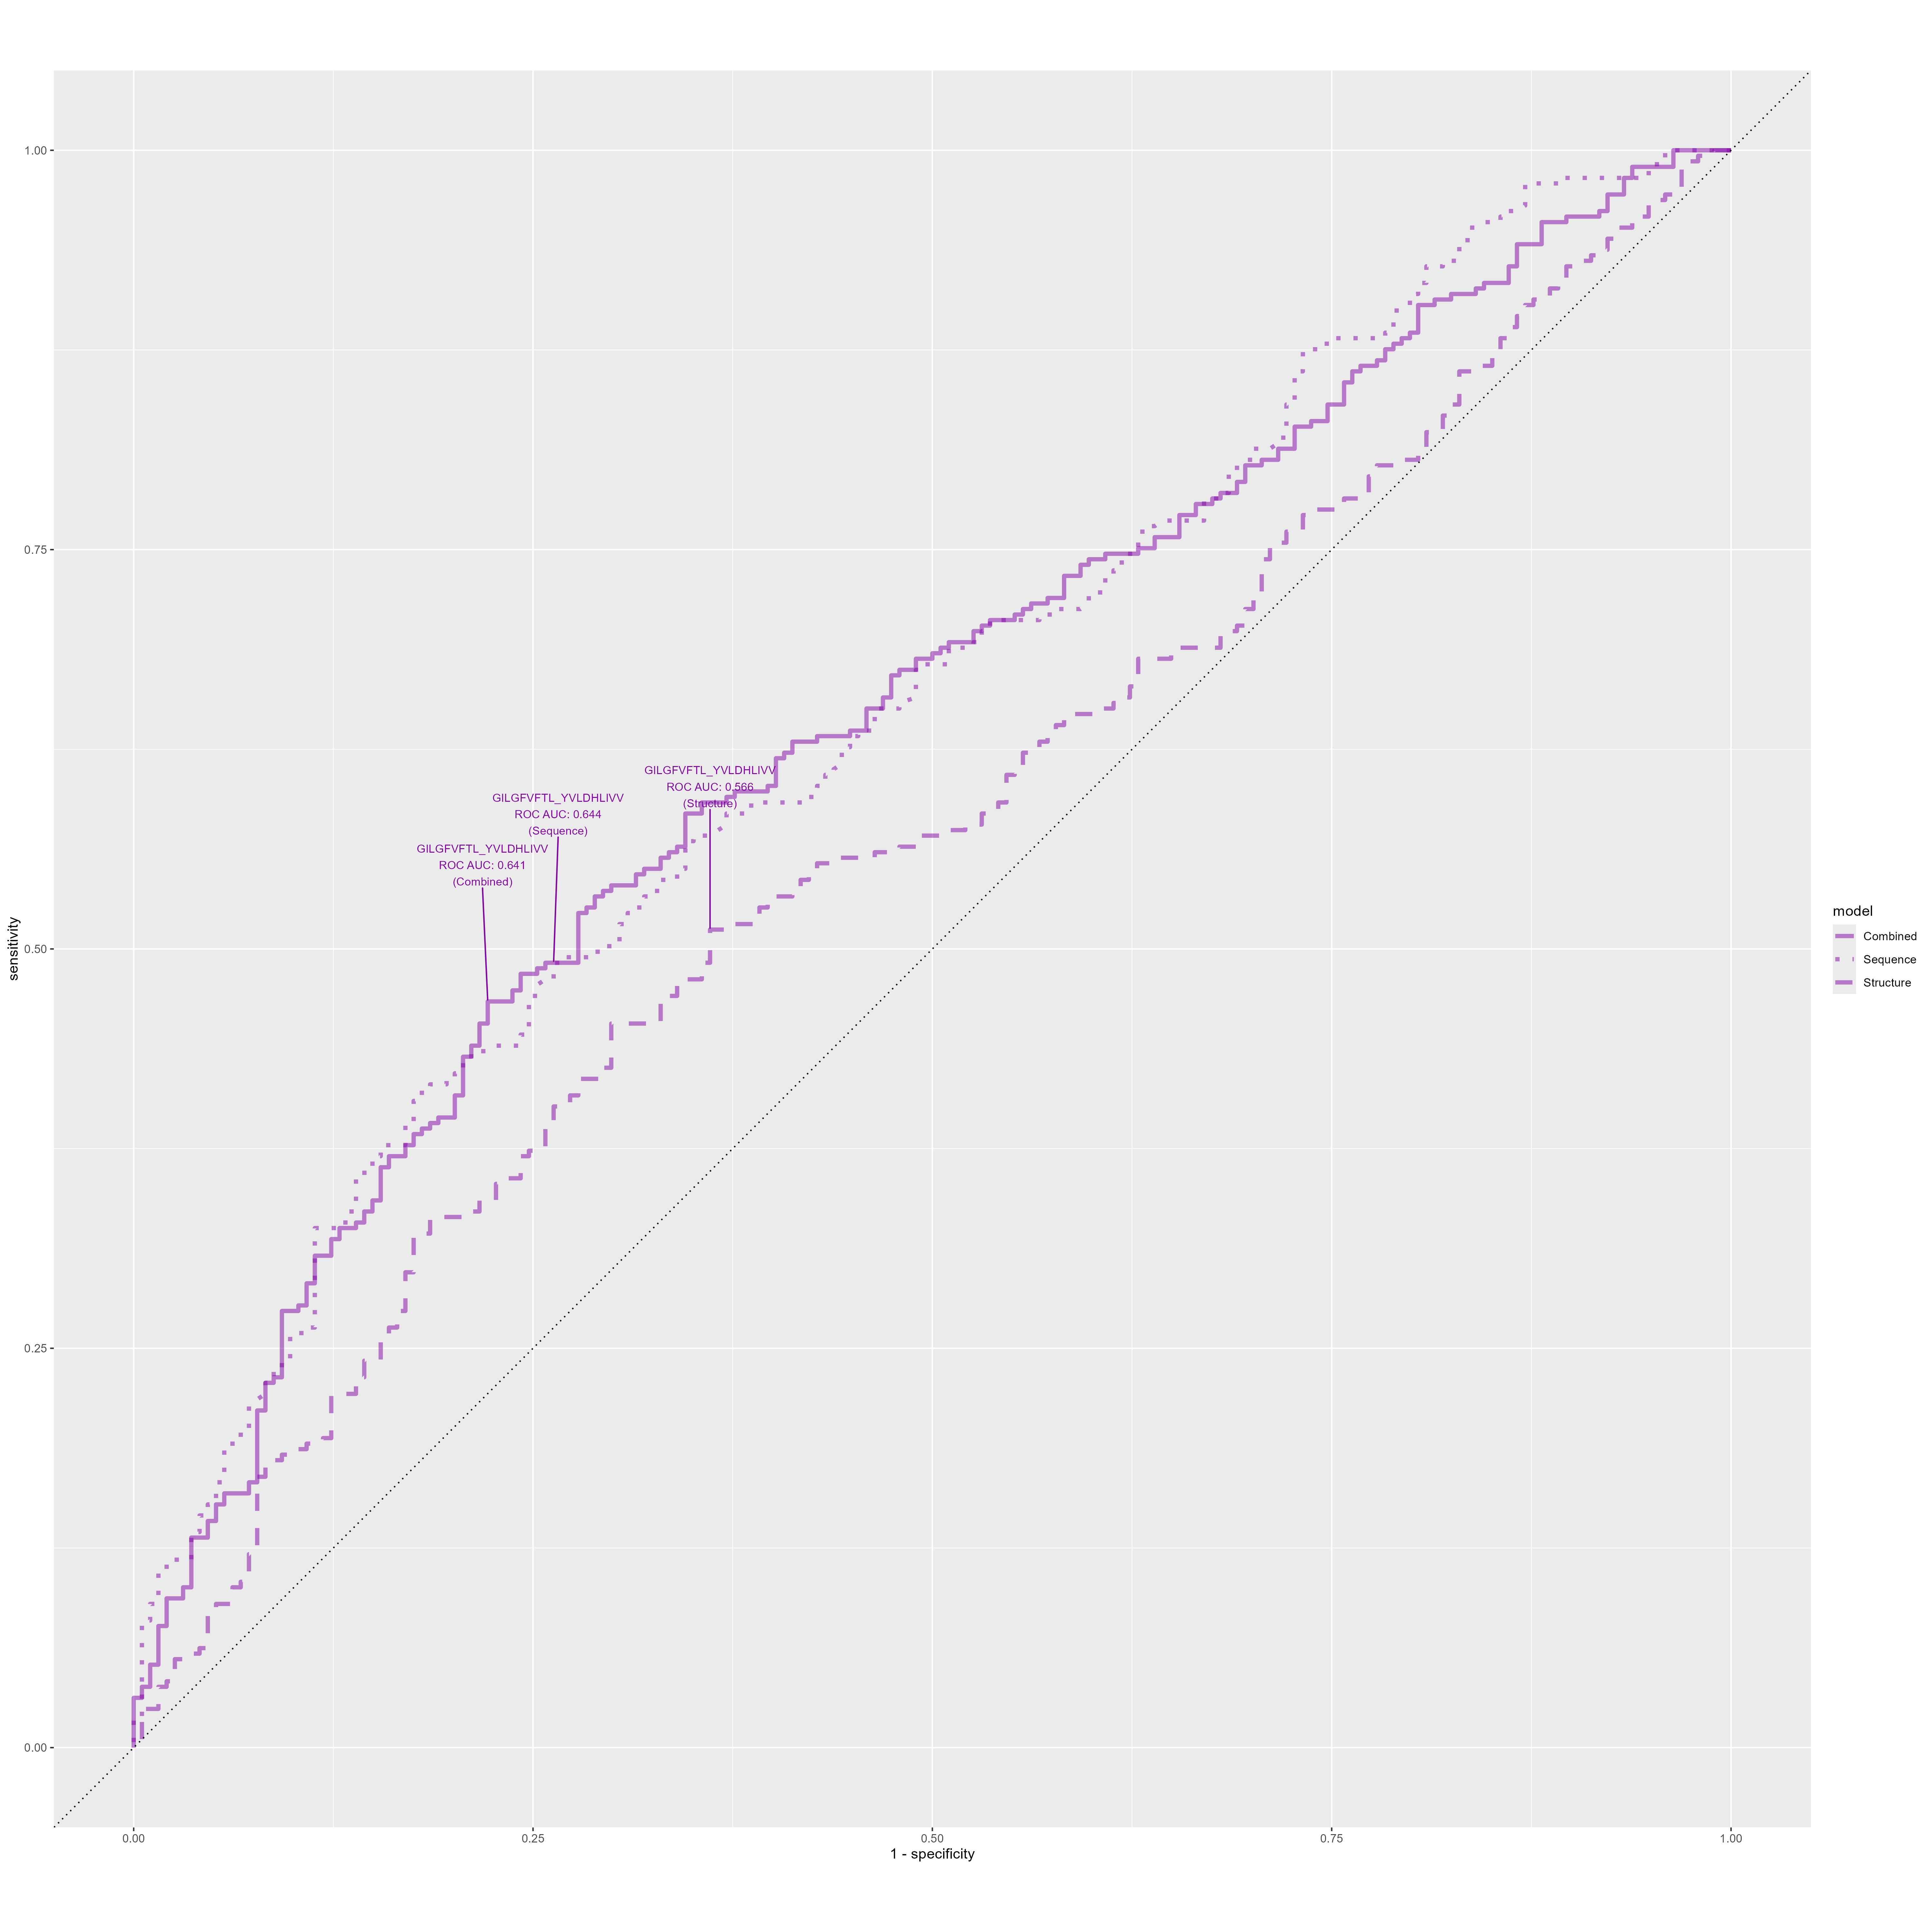 1.00
0.75
0.50
0.25
0.00
sensitivity
GILGFVFTL_YVLDHLIVV
ROC AUC: 0.566
(Structure)
GILGFVFTL_YVLDHLIVV
ROC AUC: 0.644
(Sequence)
GILGFVFTL_YVLDHLIVV
ROC AUC: 0.641
(Combined)
0.00
0.25
0.50
0.75
1.00
1 - specificity
model
Combined
Sequence
Structure